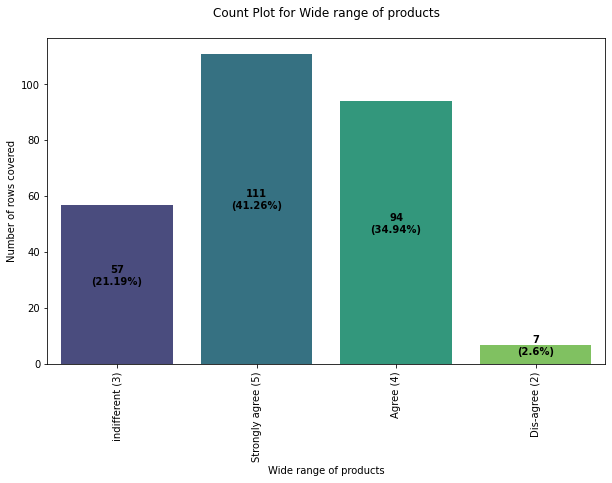 Count Plot for Wide range of products
Number of rows covered
100
80
60
40
20
0
57
(21.19%)
111
(41.26%)
94
(34.94%)
7
(2.6%)
indifferent (3)
Strongly agree (5)
Agree (4)
Dis-agree (2)
Wide range of products